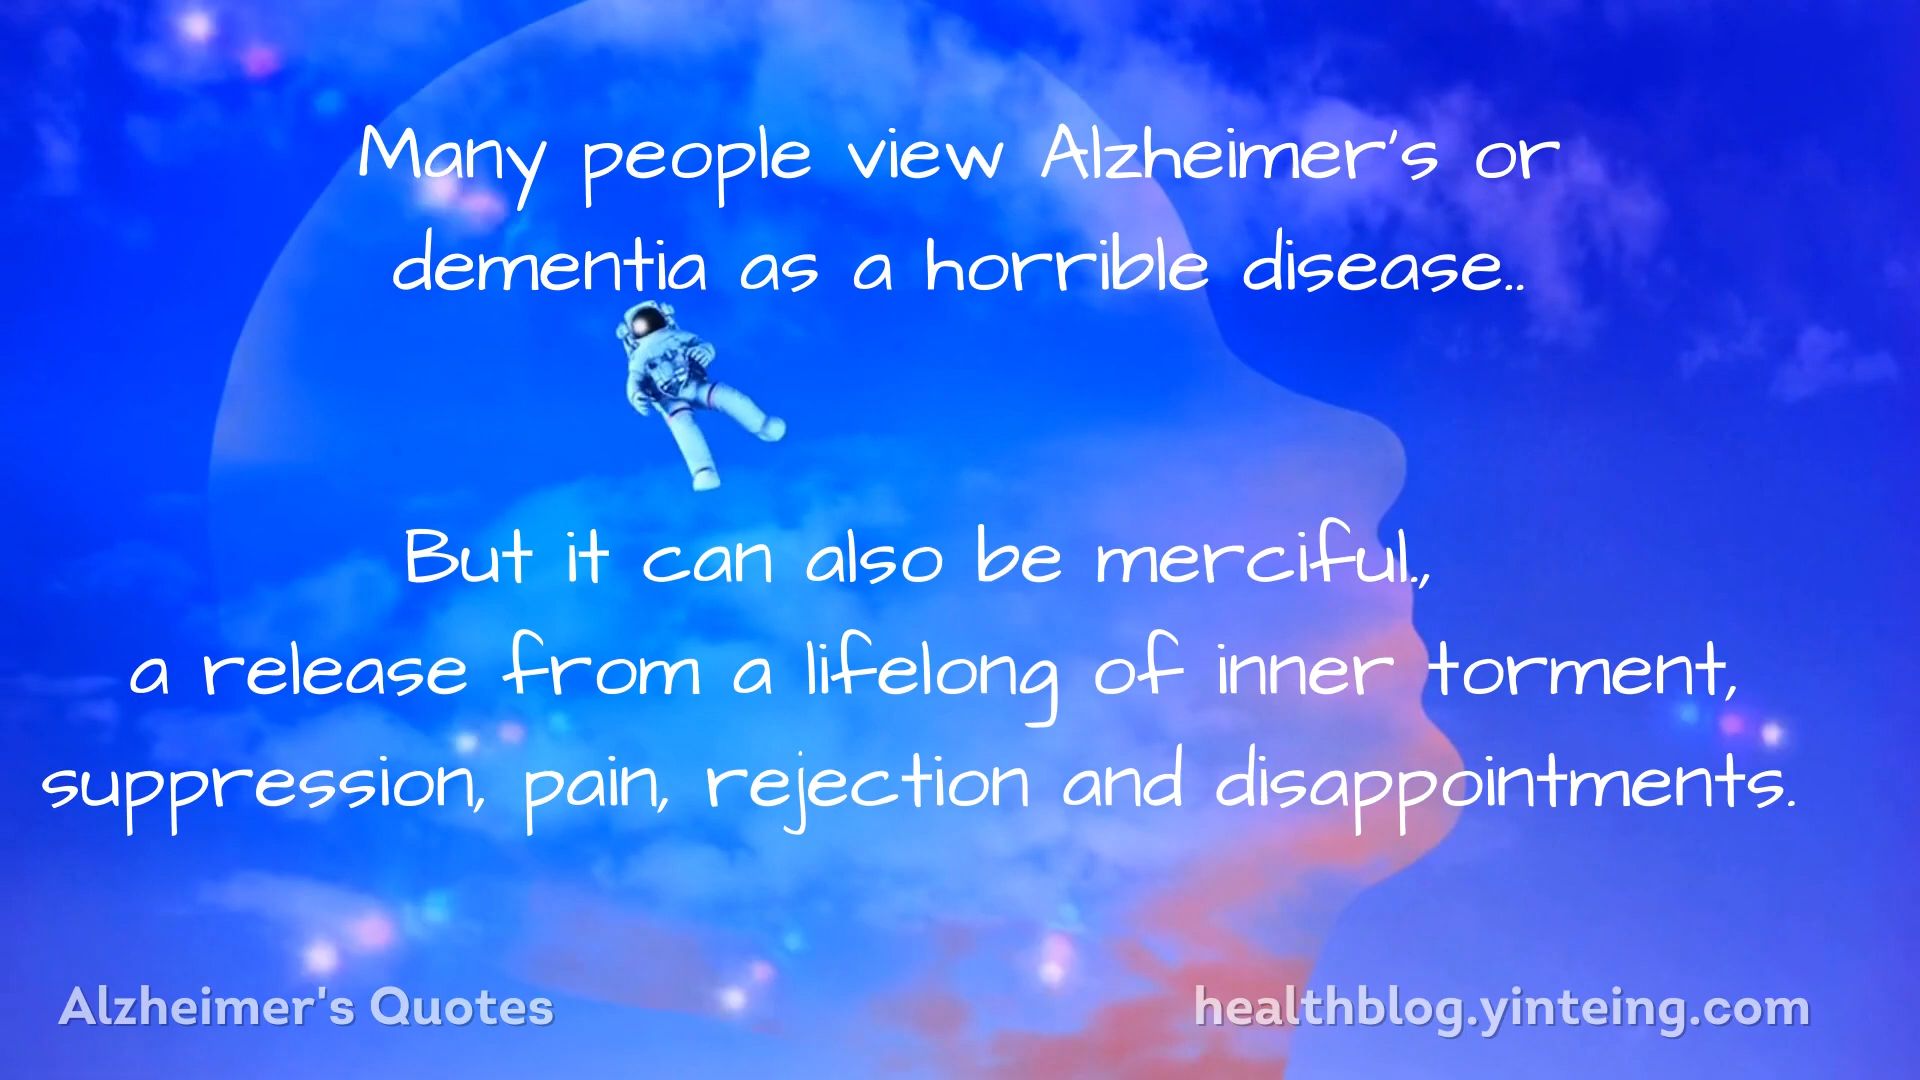 Many people view Alzheimer's or
dementia as a horrible disease..
But it can also be merciful.,
a release from a lifelong of inner torment,
suppression, pain, rejection and disappointments.
Alzheimer's Quotes
healthblog.yinteing.com